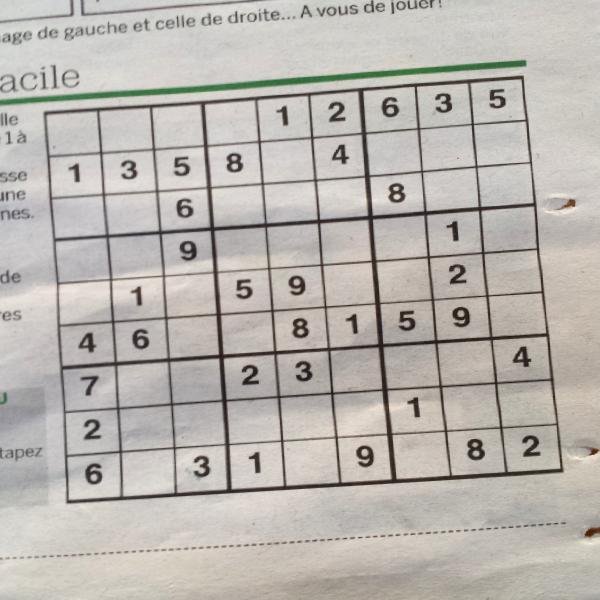 age de gauche et celle de droite... A vous de jouer!
acile
lle
1 à
sse
une
nes.
de
res
U
tapez
1 2 6 3 5
1 3 5 8 4
6 8
9 1
1 5 9 2
4 6 8 1 5 9
7 2 3 4
2 1
6 3 1 9 8 2